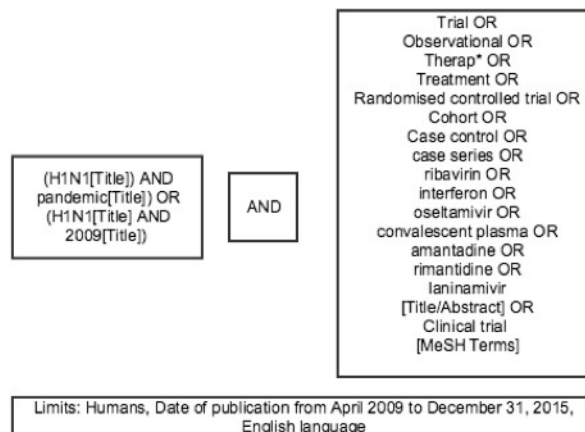 (H1N1[Title]) AND
pandemic[Title]) OR
(H1N1[Title] AND
2009[Title])
AND
Trial OR
Observational OR
Therap* OR
Treatment OR
Randomised controlled trial OR
Cohort OR
Case control OR
case series OR
ribavirin OR
interferon OR
oseltamivir OR
convalescent plasma OR
amantadine OR
rimantidine OR
laninamivir
[Title/Abstract] OR
Clinical trial
[MeSH Terms]
Limits: Humans, Date of publication from April 2009 to December 31, 2015,
English language